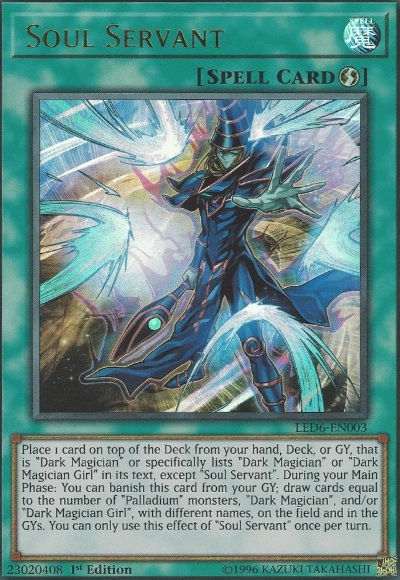 SOUL SERVANT
SPELL
魔
[SPELL CARD]
LED6-EN003
Place 1 card on top of the Deck from your hand, Deck, or GY, that
is "Dark Magician" or specifically lists "Dark Magician" or "Dark
Magician Girl" in its text, except "Soul Servant". During your Main
Phase: You can banish this card from your GY; draw cards equal
to the number of "Palladium" monsters, "Dark Magician", and/or
"Dark Magician Girl", with different names, on the field and in the
GYs. You can only use this effect of "Soul Servant" once per turn.
23020408 1st Edition ©1996 KAZUKI TAKAHASHI